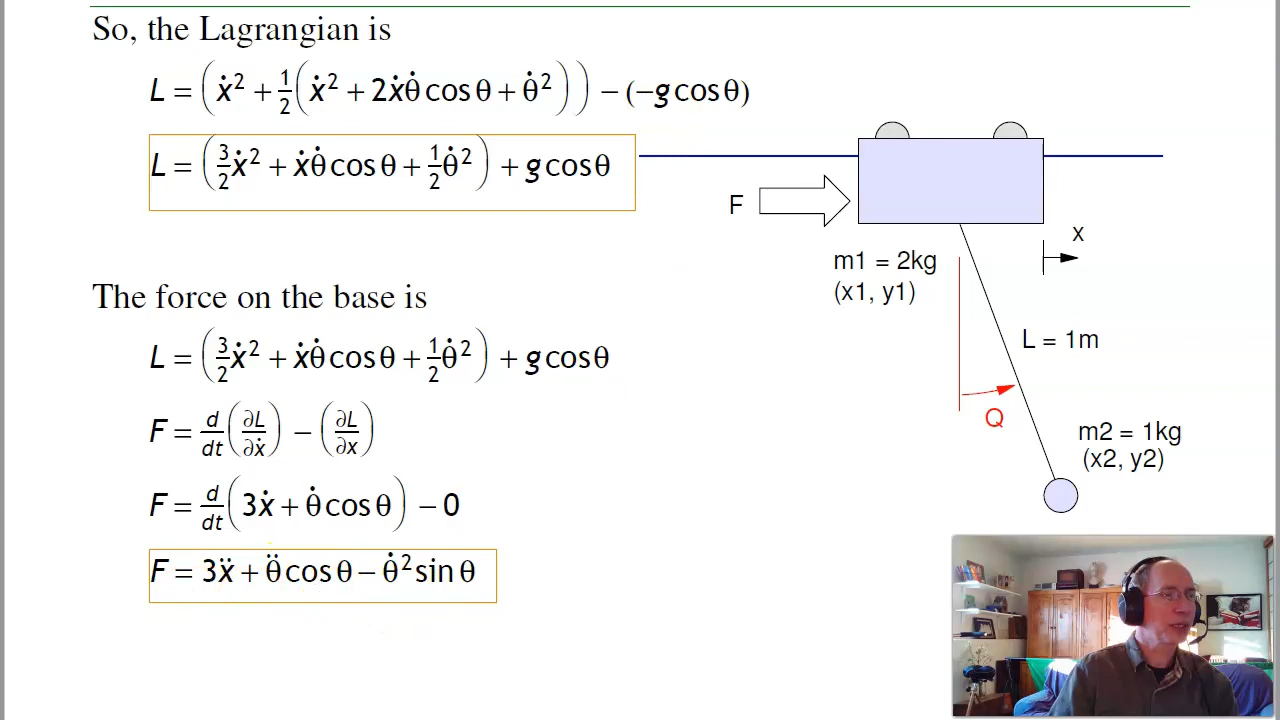 So, the Lagrangian is
L = (ẋ² + ½(ẋ² + 2ẋθ̇ cos θ + θ̇²)) − (−g cos θ)
L = (3/2 ẋ² + ẋθ̇ cos θ + ½ θ̇²) + g cos θ
The force on the base is
L = (3/2 ẋ² + ẋθ̇ cos θ + ½ θ̇²) + g cos θ
F = d/dt (∂L/∂ẋ) − (∂L/∂x)
F = d/dt (3ẋ + θ̇ cos θ) − 0
F = 3ẍ + θ̈ cos θ − θ̇² sin θ
F
x
m1 = 2kg
(x1, y1)
L = 1m
Q
m2 = 1kg
(x2, y2)